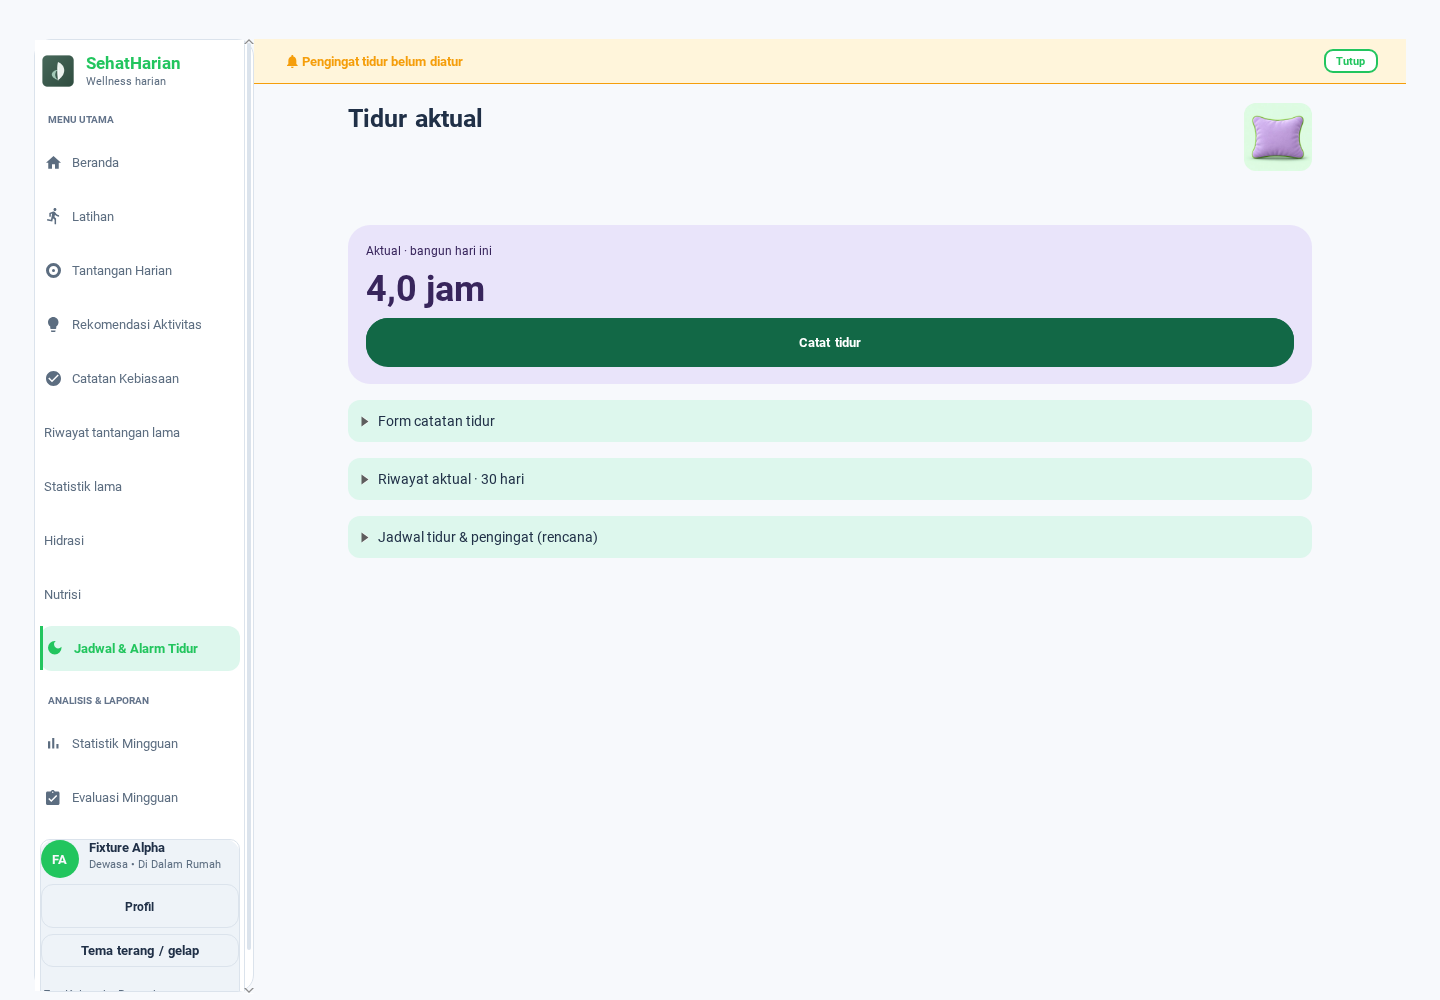 SehatHarian
Wellness harian
MENU UTAMA
Beranda
Latihan
Tantangan Harian
Rekomendasi Aktivitas
Catatan Kebiasaan
Riwayat tantangan lama
Statistik lama
Hidrasi
Nutrisi
Jadwal & Alarm Tidur
ANALISIS & LAPORAN
Statistik Mingguan
Evaluasi Mingguan
FA
Fixture Alpha
Dewasa • Di Dalam Rumah
Profil
Tema terang / gelap
Pengingat tidur belum diatur
Tutup
Tidur aktual
Aktual · bangun hari ini
4,0 jam
Catat tidur
Form catatan tidur
Riwayat aktual · 30 hari
Jadwal tidur & pengingat (rencana)